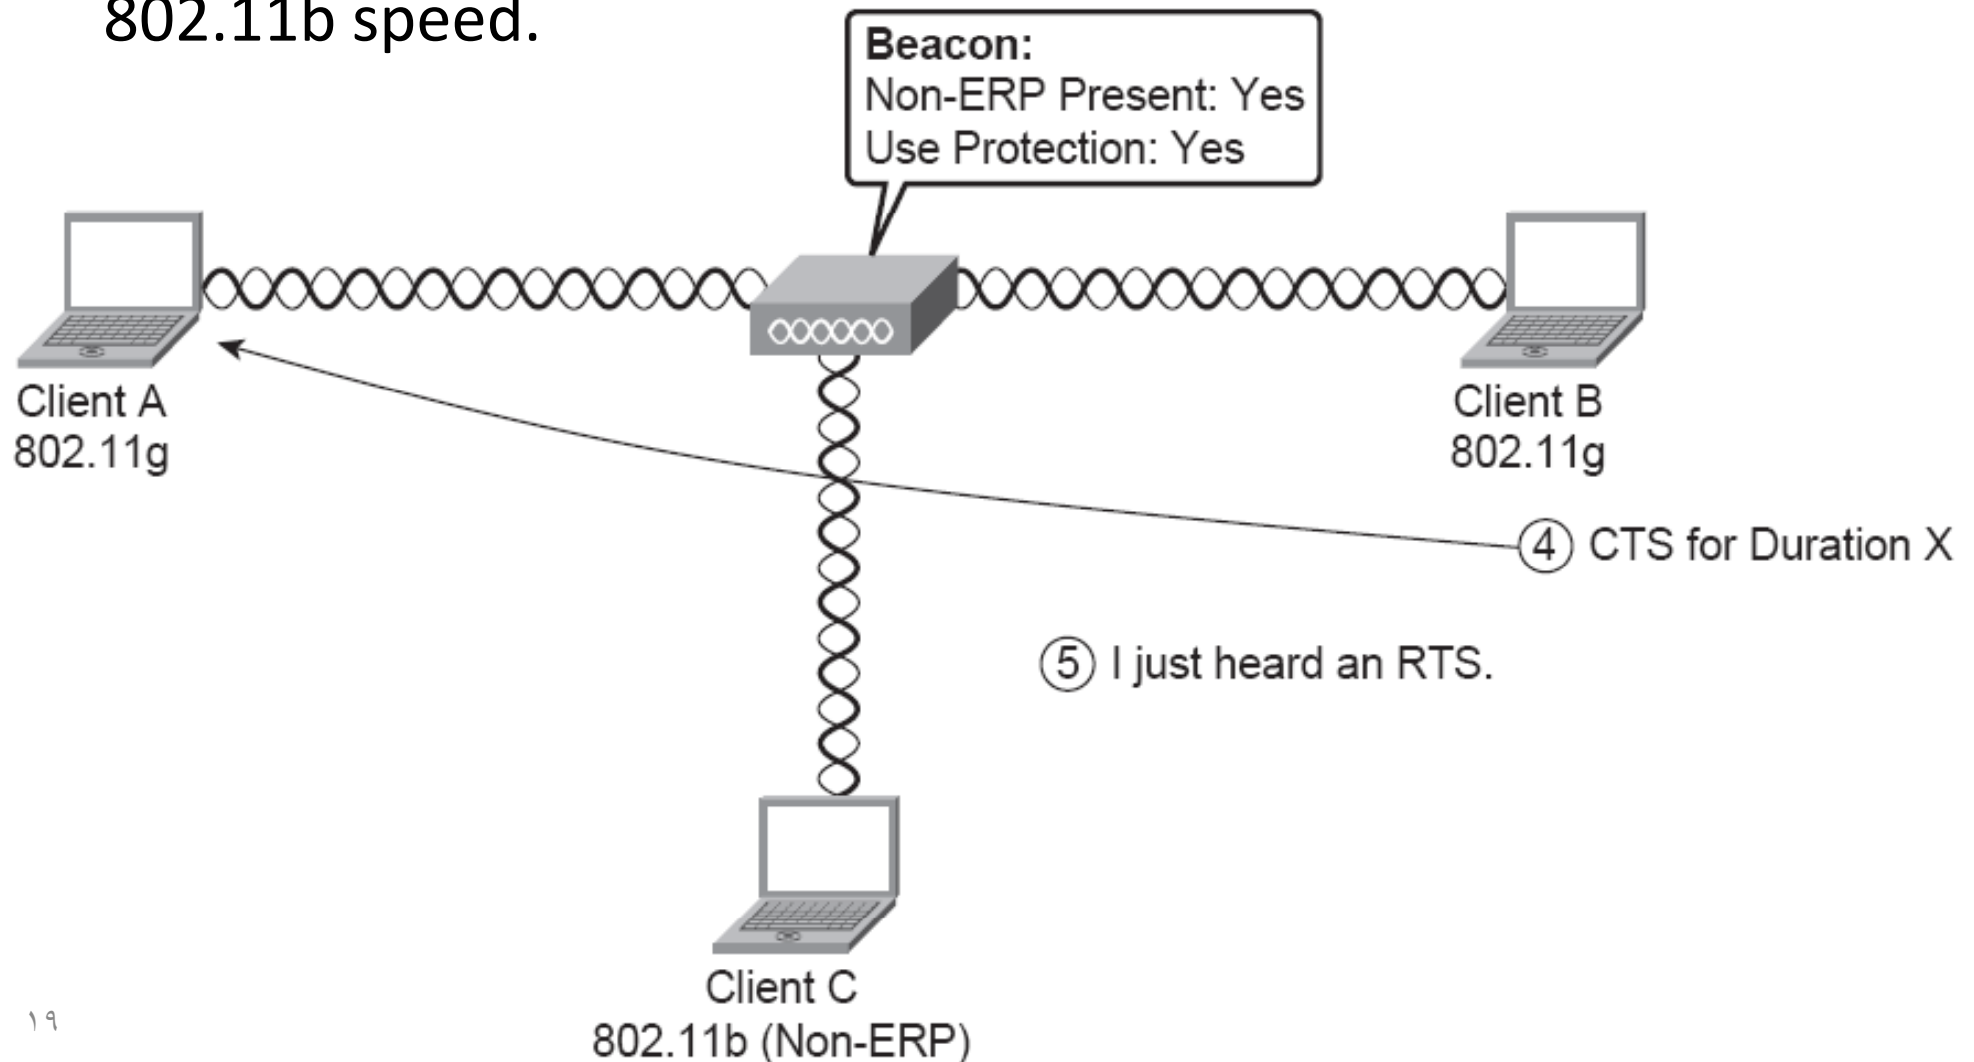 802.11b speed.
Beacon:
Non-ERP Present: Yes
Use Protection: Yes
Client A
802.11g
Client B
802.11g
④ CTS for Duration X
⑤ I just heard an RTS.
Client C
802.11b (Non-ERP)
١٩